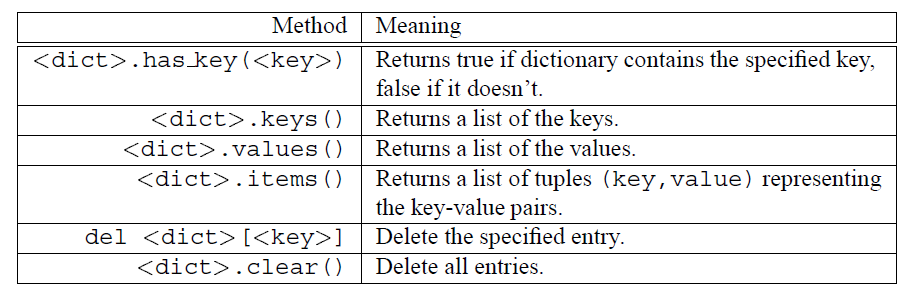 Method Meaning
<dict>.has_key(<key>) Returns true if dictionary contains the specified key,
false if it doesn't.
<dict>.keys() Returns a list of the keys.
<dict>.values() Returns a list of the values.
<dict>.items() Returns a list of tuples (key,value) representing
the key-value pairs.
del <dict>[<key>] Delete the specified entry.
<dict>.clear() Delete all entries.